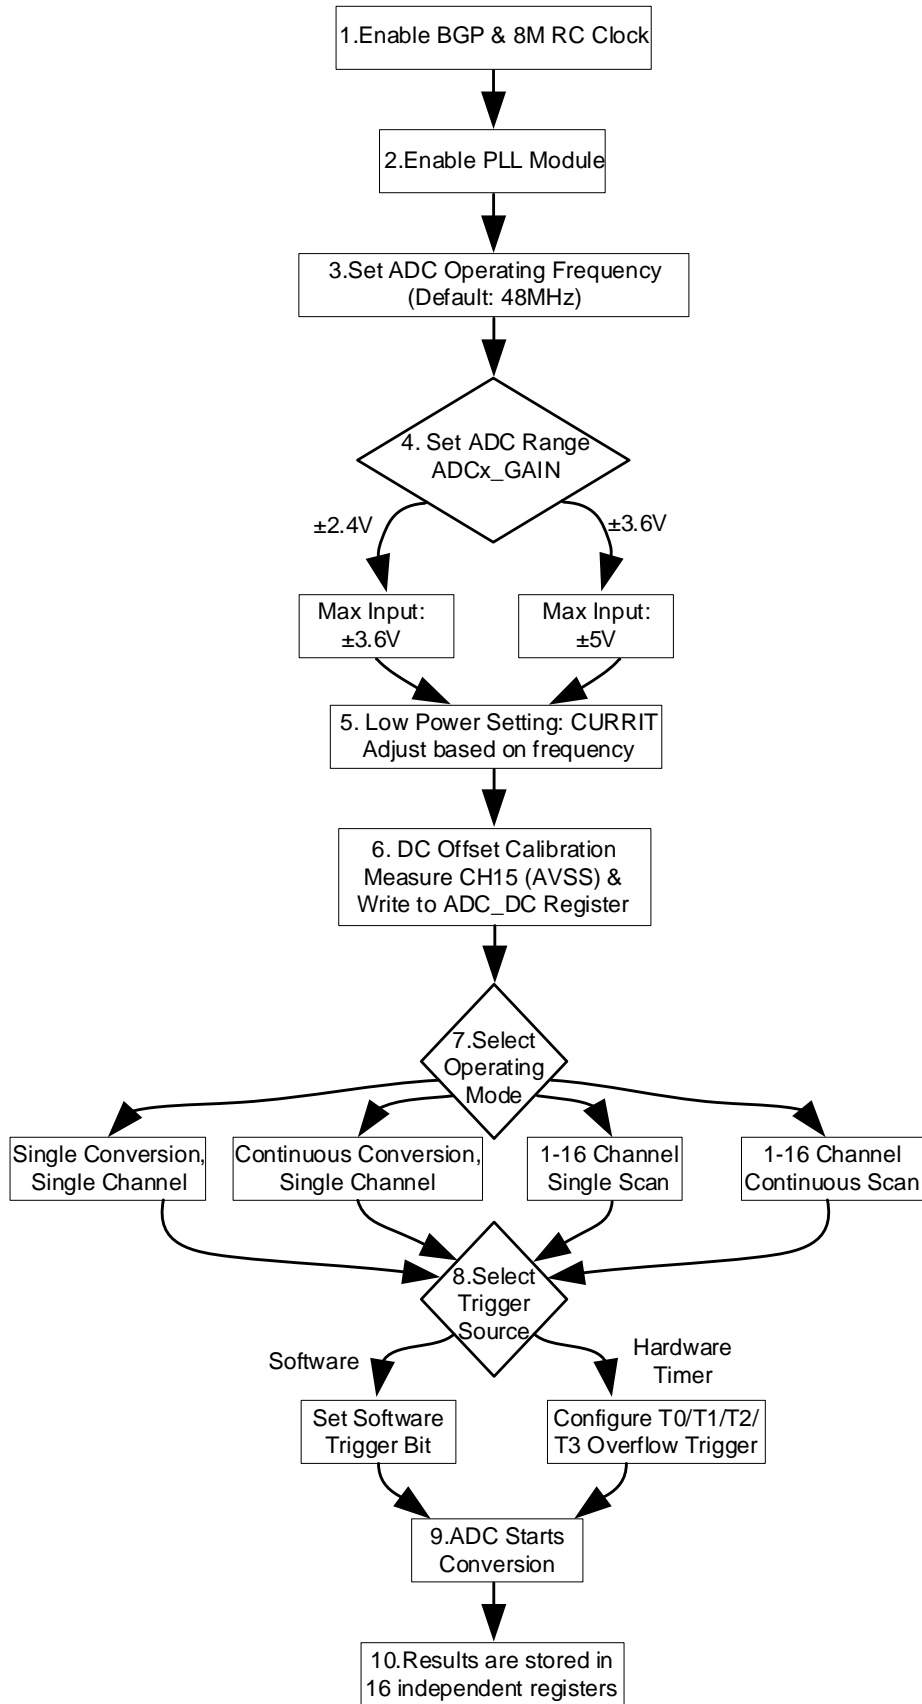 1.Enable BGP & 8M RC Clock
2.Enable PLL Module
3.Set ADC Operating Frequency
(Default: 48MHz)
4. Set ADC Range
ADCx_GAIN
±2.4V
±3.6V
Max Input:
±3.6V
Max Input:
±5V
5. Low Power Setting: CURRIT
Adjust based on frequency
6. DC Offset Calibration
Measure CH15 (AVSS) &
Write to ADC_DC Register
7.Select
Operating
Mode
Single Conversion,
Single Channel
Continuous Conversion,
Single Channel
1-16 Channel
Single Scan
1-16 Channel
Continuous Scan
8.Select
Trigger
Source
Software
Hardware
Timer
Set Software
Trigger Bit
Configure T0/T1/T2/
T3 Overflow Trigger
9.ADC Starts
Conversion
10.Results are stored in
16 independent registers